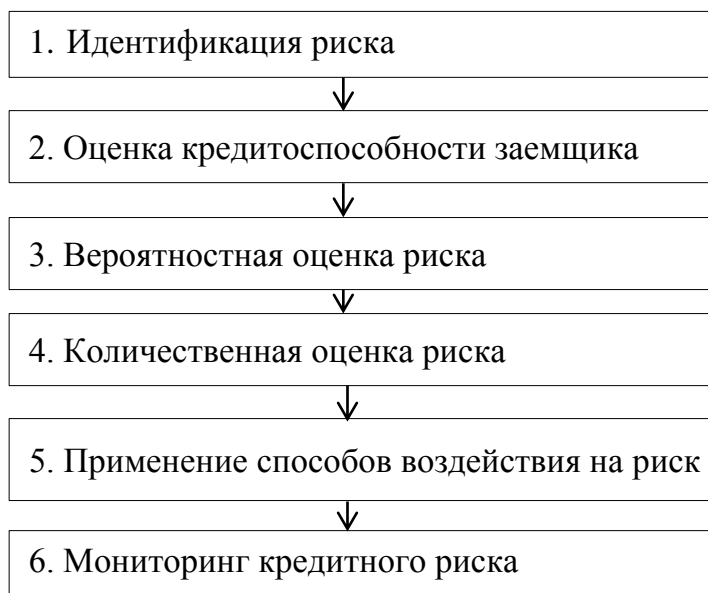 1. Идентификация риска
2. Оценка кредитоспособности заемщика
3. Вероятностная оценка риска
4. Количественная оценка риска
5. Применение способов воздействия на риск
6. Мониторинг кредитного риска